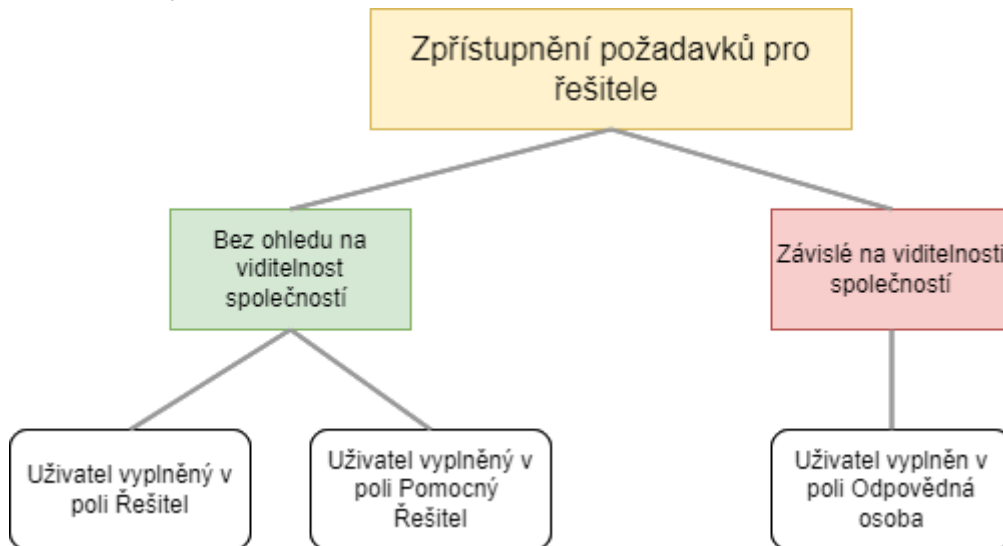 Zpřístupnění požadavků pro
řešitele
Bez ohledu na
viditelnost
společností
Závislé na viditelnosti
společností
Uživatel vyplněný v
poli Řešitel
Uživatel vyplněný v
poli Pomocný
Řešitel
Uživatel vyplněn v
poli Odpovědná
osoba